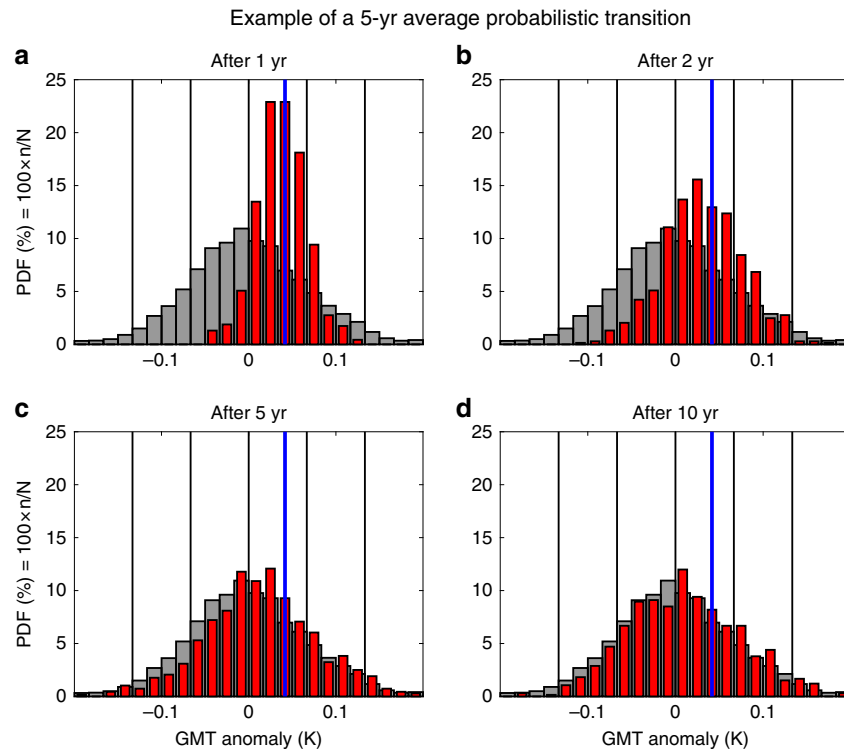 Example of a 5-yr average probabilistic transition
a
After 1 yr
25
20
15
10
5
0
PDF (%) = 100×n/N
−0.1
0
0.1
b
After 2 yr
25
20
15
10
5
0
−0.1
0
0.1
c
After 5 yr
25
20
15
10
5
0
PDF (%) = 100×n/N
−0.1
0
0.1
GMT anomaly (K)
d
After 10 yr
25
20
15
10
5
0
−0.1
0
0.1
GMT anomaly (K)